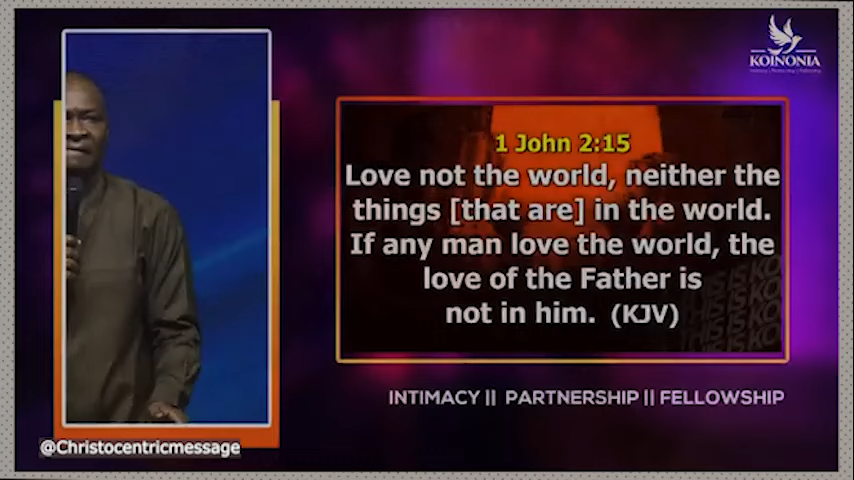 KOINONIA
1 John 2:15
Love not the world, neither the
things [that are] in the world.
If any man love the world, the
love of the Father is
not in him. (KJV)
INTIMACY || PARTNERSHIP || FELLOWSHIP
@Christocentricmessage